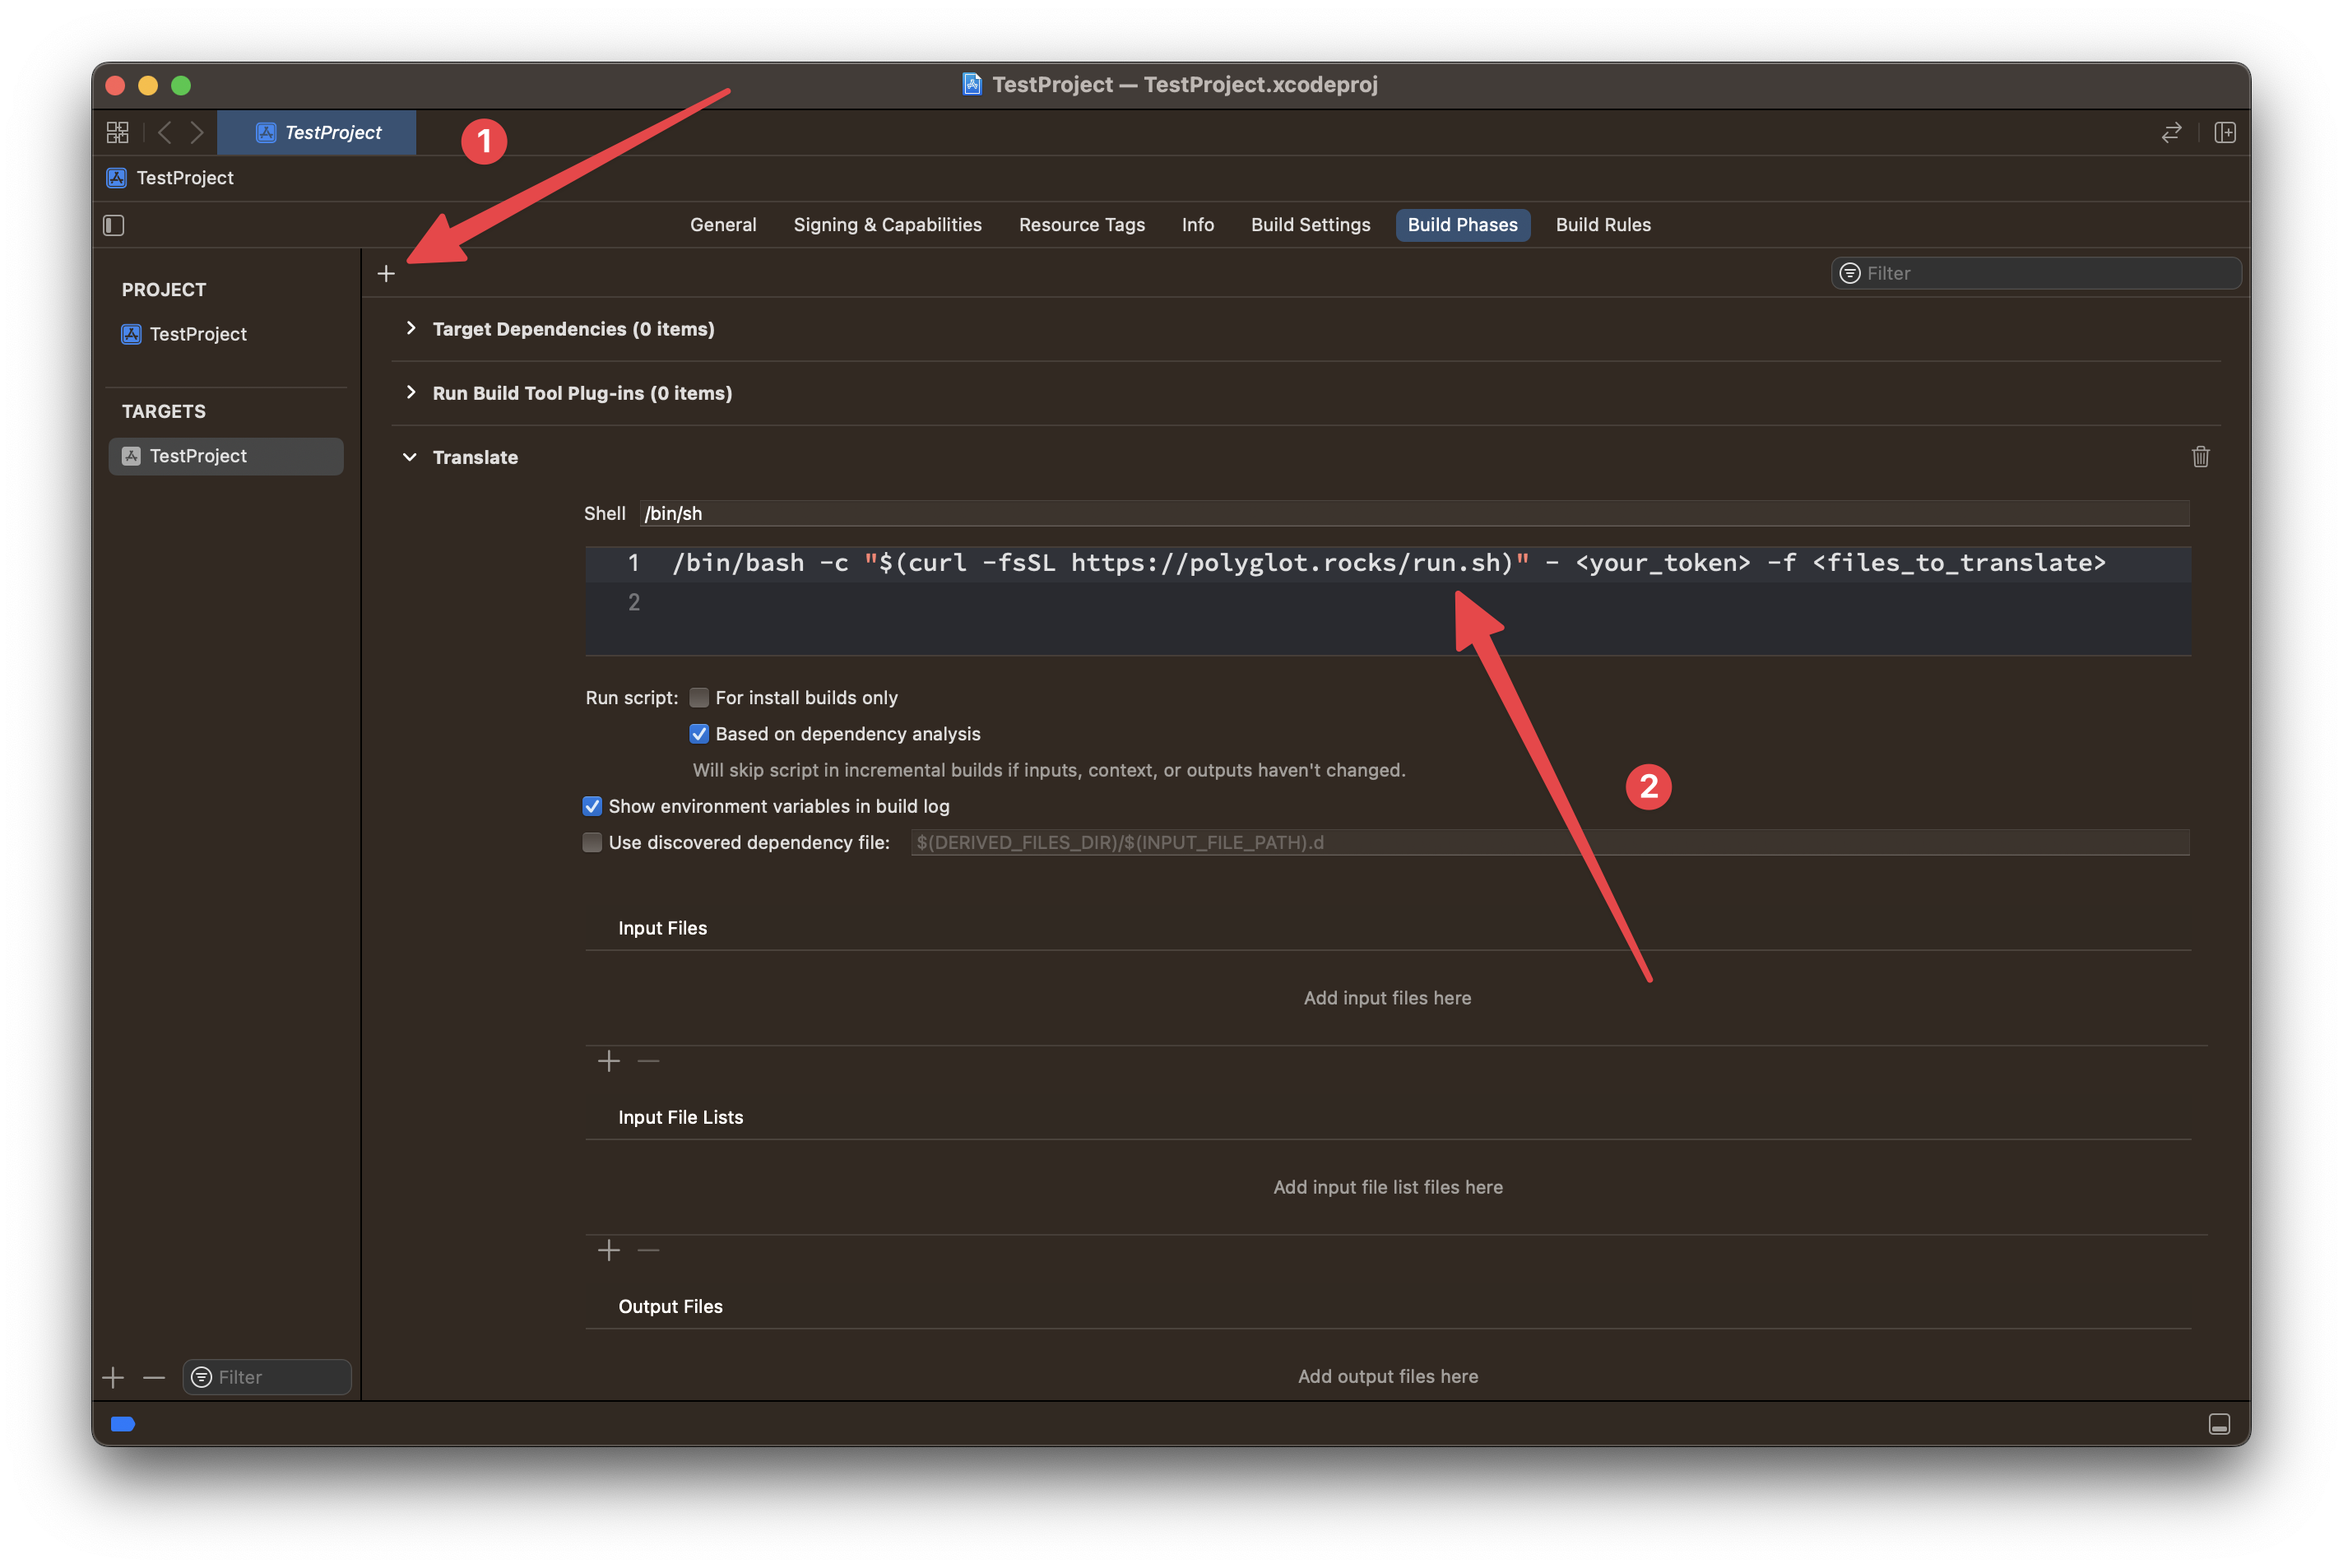 TestProject — TestProject.xcodeproj
TestProject
1
TestProject
General Signing & Capabilities Resource Tags Info Build Settings Build Phases Build Rules
Filter
PROJECT
TestProject
TARGETS
TestProject
Target Dependencies (0 items)
Run Build Tool Plug-ins (0 items)
Translate
Shell /bin/sh
1 /bin/bash -c "$(curl -fsSL https://polyglot.rocks/run.sh)" - <your_token> -f <files_to_translate>
2
Run script: For install builds only
Based on dependency analysis
Will skip script in incremental builds if inputs, context, or outputs haven't changed.
2
Show environment variables in build log
Use discovered dependency file: $(DERIVED_FILES_DIR)/$(INPUT_FILE_PATH).d
Input Files
Add input files here
Input File Lists
Add input file list files here
Output Files
Add output files here
Filter